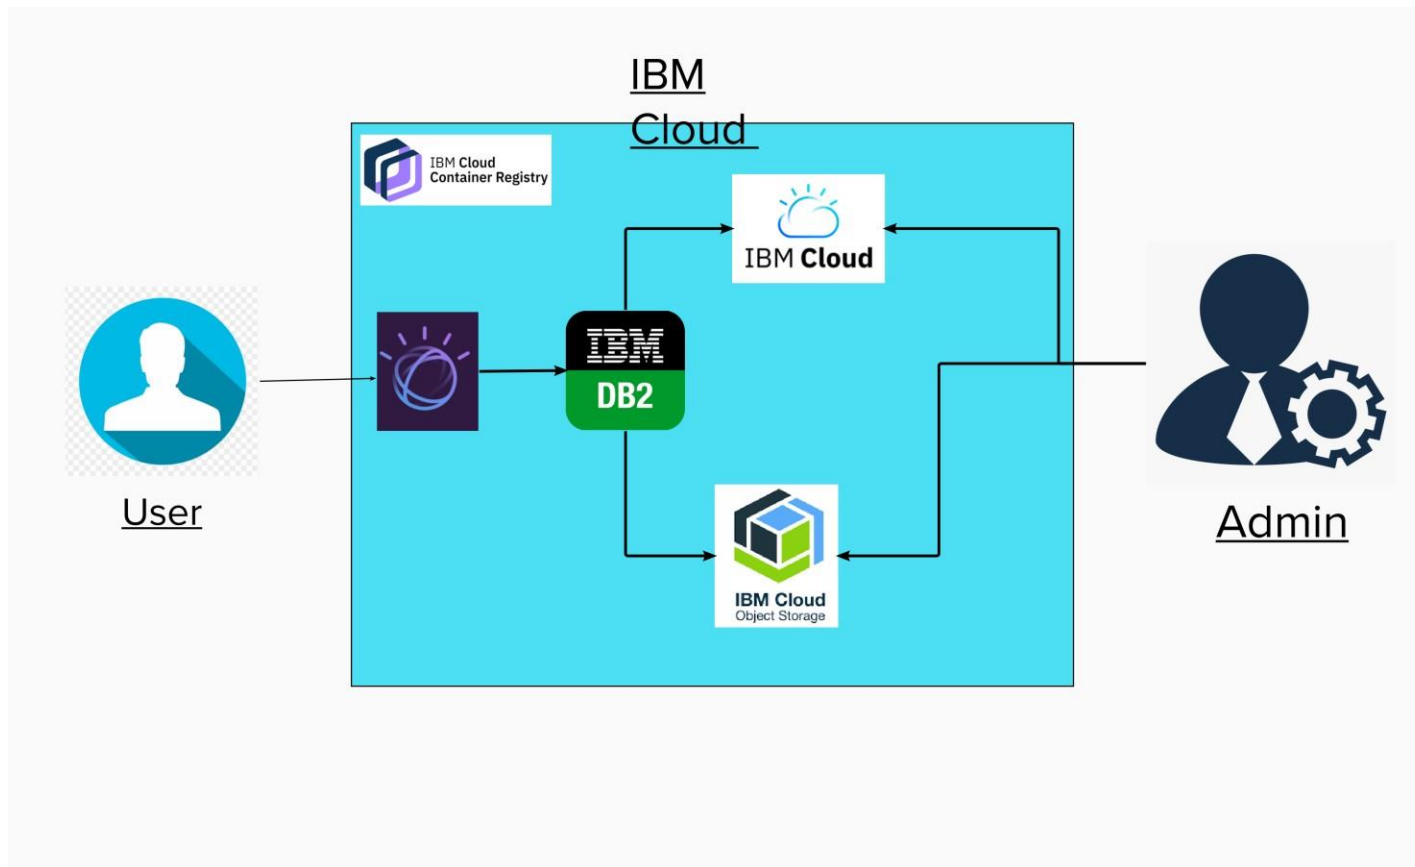 IBM
Cloud
IBM Cloud
Container Registry
IBM Cloud
IBM
DB2
User
Admin
IBM Cloud
Object Storage